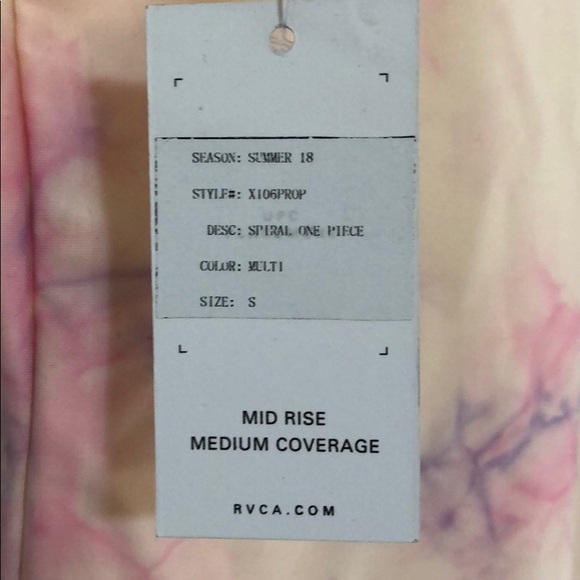 SEASON: SUMMER 18
STYLE#: X106PROP
UPC
DESC: SPIRAL ONE PIECE
COLOR: MULTI
SIZE: S
MID RISE
MEDIUM COVERAGE
RVCA.COM